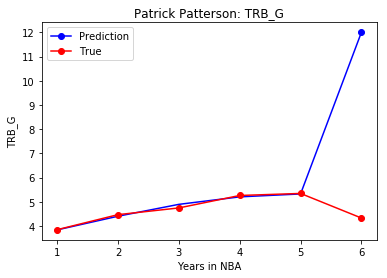 Patrick Patterson: TRB_G
Prediction
True
12
11
10
9
8
7
6
5
4
TRB_G
1 2 3 4 5 6
Years in NBA